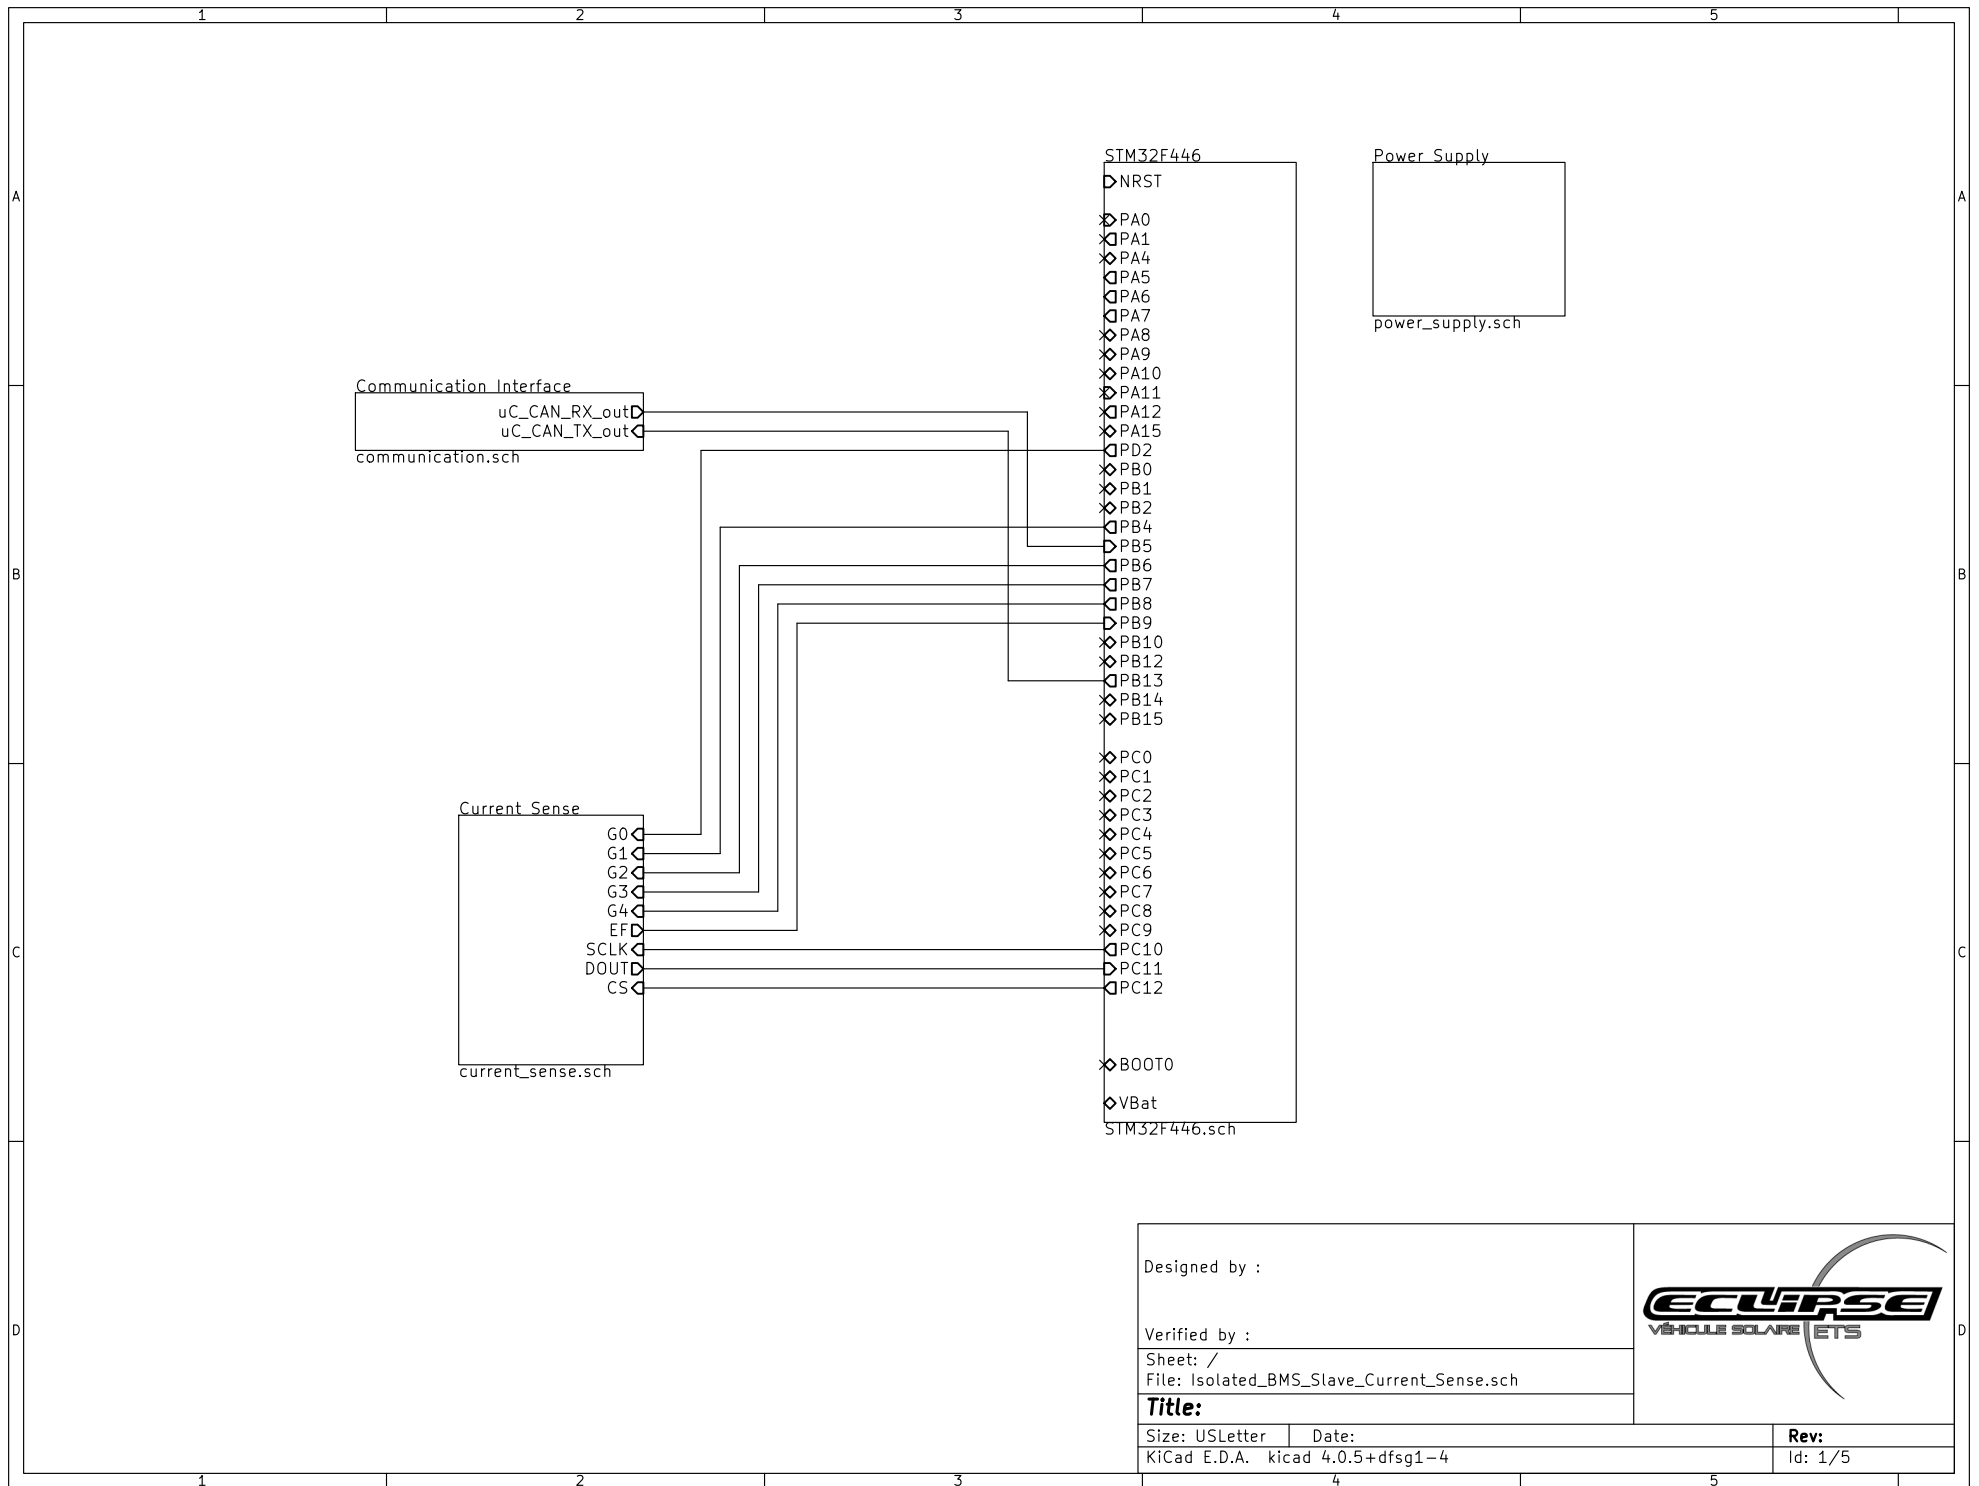 1 2 3 4 5
A A
STM32F446
Power Supply
NRST
PA0
PA1
PA4
PA5
PA6
PA7
power_supply.sch
PA8
PA9
PA10
Communication Interface
PA11
uC_CAN_RX_out
PA12
uC_CAN_TX_out
PA15
PD2
communication.sch
PB0
PB1
PB2
PB4
PB5
PB6
B B
PB7
PB8
PB9
PB10
PB12
PB13
PB14
PB15
PC0
PC1
PC2
Current Sense
PC3
G0
PC4
G1
PC5
G2
PC6
G3
PC7
G4
PC8
EF
PC9
SCLK
PC10
C C
DOUT
PC11
CS
PC12
BOOT0
current_sense.sch
VBat
STM32F446.sch
Designed by :
ECLIPSE
VÉHICULE SOLAIRE ETS
D D
Verified by :
Sheet: /
File: Isolated_BMS_Slave_Current_Sense.sch
Title:
Size: USLetter Date: Rev:
KiCad E.D.A. kicad 4.0.5+dfsg1-4 Id: 1/5
1 2 3 4 5